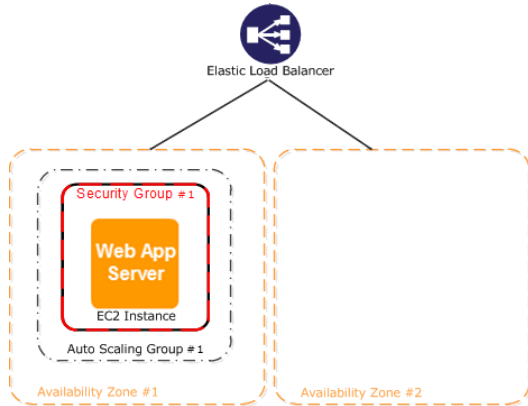 Elastic Load Balancer
Security Group #1
Web App
Server
EC2 Instance
Auto Scaling Group #1
Availability Zone #1
Availability Zone #2